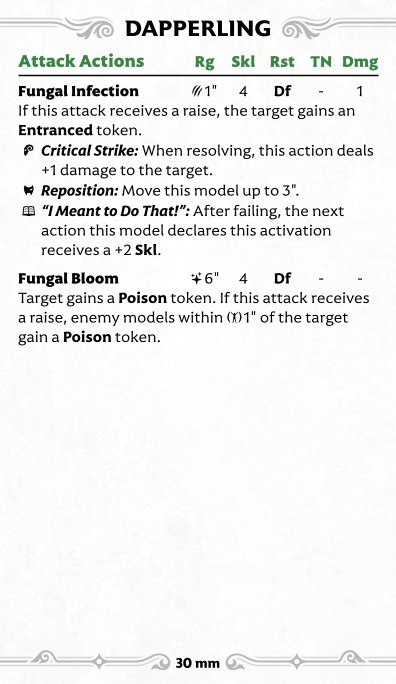 DAPPERLING
Attack Actions Rg Skl Rst TN Dmg
Fungal Infection 1" 4 Df - 1
If this attack receives a raise, the target gains an
Entranced token.
Critical Strike: When resolving, this action deals
+1 damage to the target.
Reposition: Move this model up to 3".
“I Meant to Do That!”: After failing, the next
action this model declares this activation
receives a +2 Skl.
Fungal Bloom 6" 4 Df - -
Target gains a Poison token. If this attack receives
a raise, enemy models within 1" of the target
gain a Poison token.
30 mm